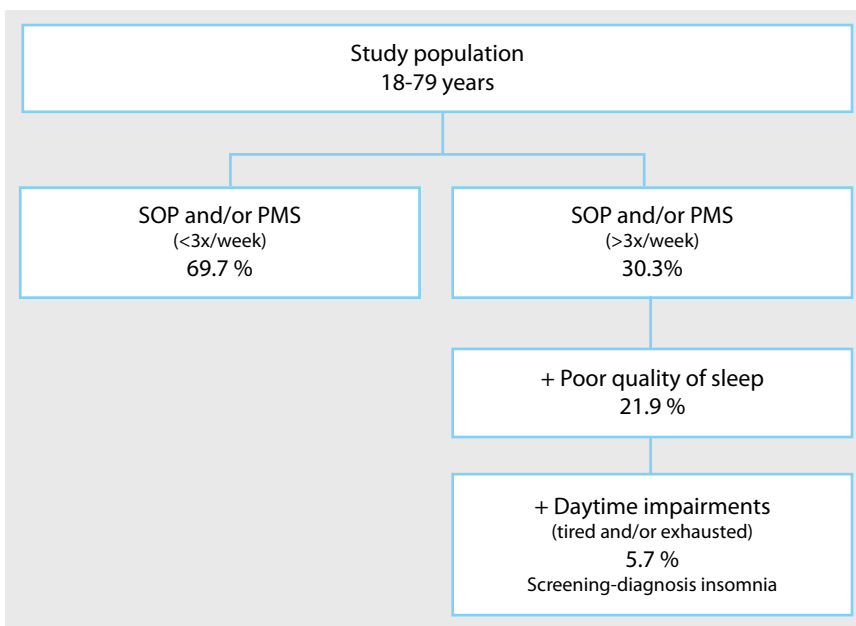 Study population
18-79 years
SOP and/or PMS
(<3x/week)
69.7 %
SOP and/or PMS
(>3x/week)
30.3%
+ Poor quality of sleep
21.9 %
+ Daytime impairments
(tired and/or exhausted)
5.7 %
Screening-diagnosis insomnia